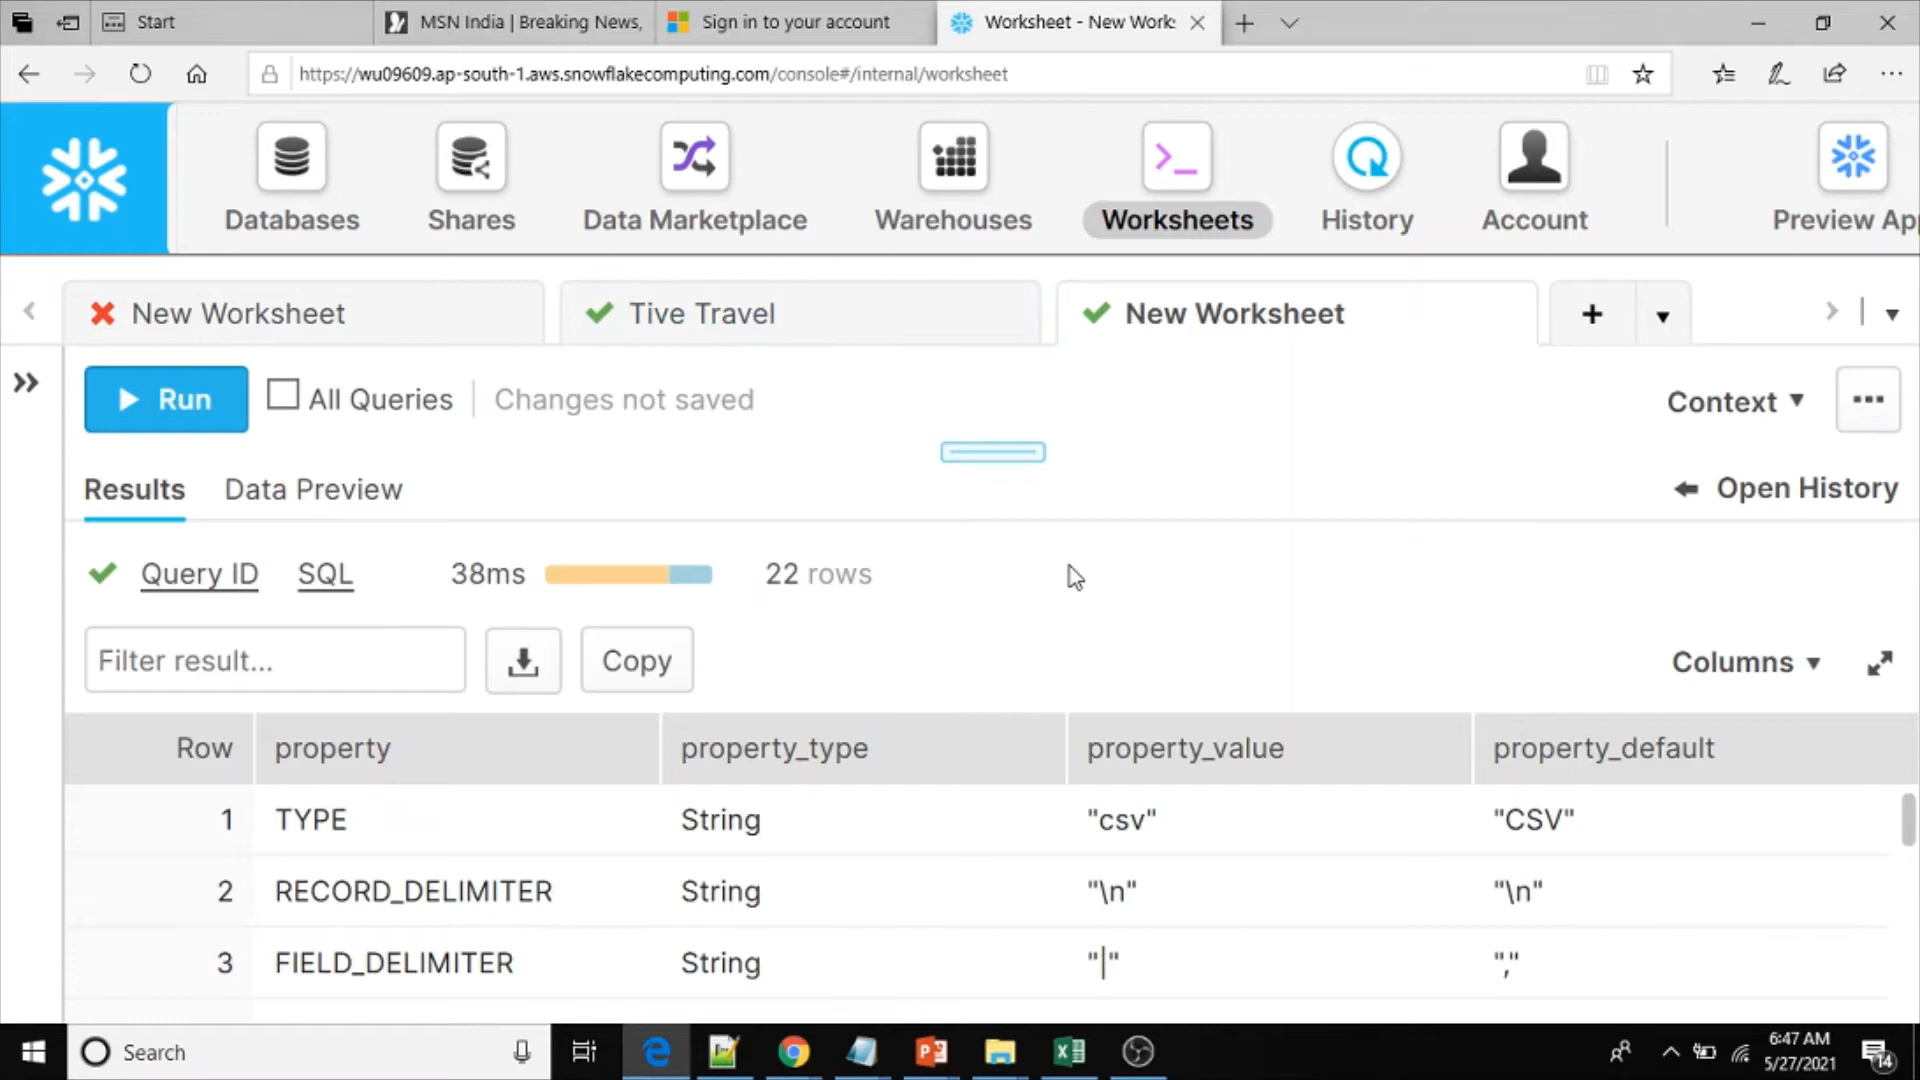 Start
MSN India | Breaking News,
Sign in to your account
Worksheet - New Work
https://wu09609.ap-south-1.aws.snowflakecomputing.com/console#/internal/worksheet
Databases
Shares
Data Marketplace
Warehouses
Worksheets
History
Account
Preview Ap
New Worksheet
Tive Travel
New Worksheet
Run
All Queries
Changes not saved
Context
Results
Data Preview
Open History
Query ID
SQL
38ms
22 rows
Filter result...
Copy
Columns
Row property property_type property_value property_default
1 TYPE String "csv" "CSV"
2 RECORD_DELIMITER String "\n" "\n"
3 FIELD_DELIMITER String "|" ","
Search
6:47 AM
5/27/2021
14